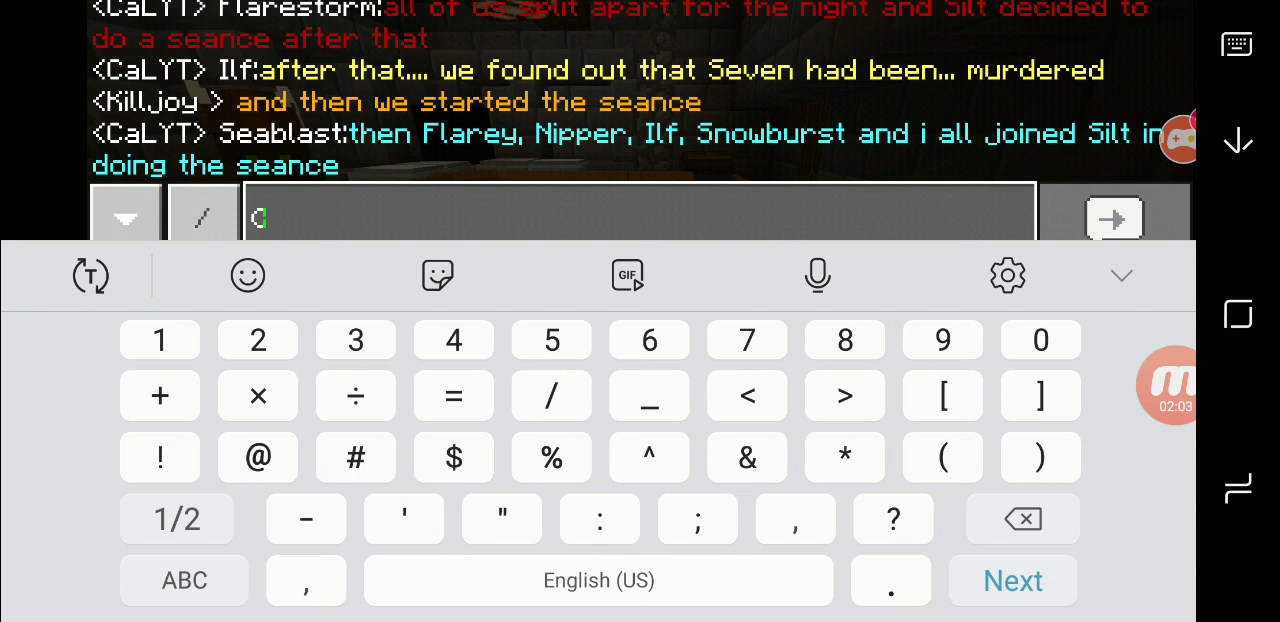 <CaLYT> Flarestorm:all of us split apart for the night and Silt decided to
do a seance after that
<CaLYT> Ilf:after that.... we found out that Seven had been... murdered
<Killjoy > and then we started the seance
<CaLYT> Seablast:then Flarey, Nipper, Ilf, Snowburst and i all joined Silt in
doing the seance
/
T
GIF
1 2 3 4 5 6 7 8 9 0
+ × ÷ = / _ < > [ ]
! @ # $ % ^ & * ( )
1/2 - ' " : ; , ?
ABC , English (US) . Next
02:03